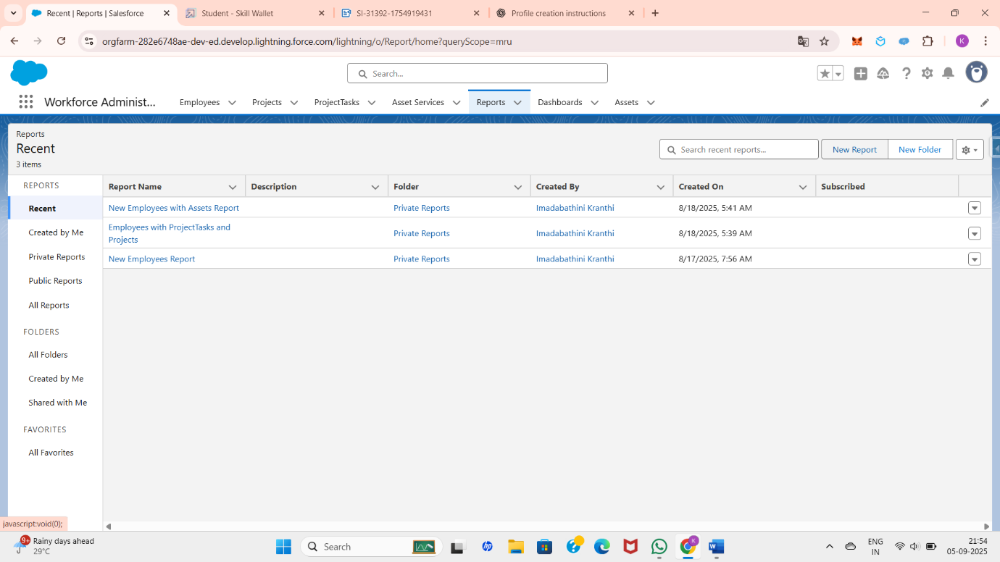 Recent | Reports | Salesforce
Student - Skill Wallet
SI-31392-1754919431
Profile creation instructions
orgfarm-282e6748ae-dev-ed.develop.lightning.force.com/lightning/o/Report/home?queryScope=mru
K
Search...
Workforce Administ...
Employees
Projects
ProjectTasks
Asset Services
Reports
Dashboards
Assets
Reports
Recent
3 items
Search recent reports...
New Report
New Folder
REPORTS
Recent
Created by Me
Private Reports
Public Reports
All Reports
FOLDERS
All Folders
Created by Me
Shared with Me
FAVORITES
All Favorites
Report Name Description Folder Created By Created On Subscribed
New Employees with Assets Report Private Reports Imadabathini Kranthi 8/18/2025, 5:41 AM
Employees with ProjectTasks and
Projects Private Reports Imadabathini Kranthi 8/18/2025, 5:39 AM
New Employees Report Private Reports Imadabathini Kranthi 8/17/2025, 7:56 AM
javascript:void(0);
9+
Rainy days ahead
29°C
Search
hp
K
W
ENG
IN
21:54
05-09-2025